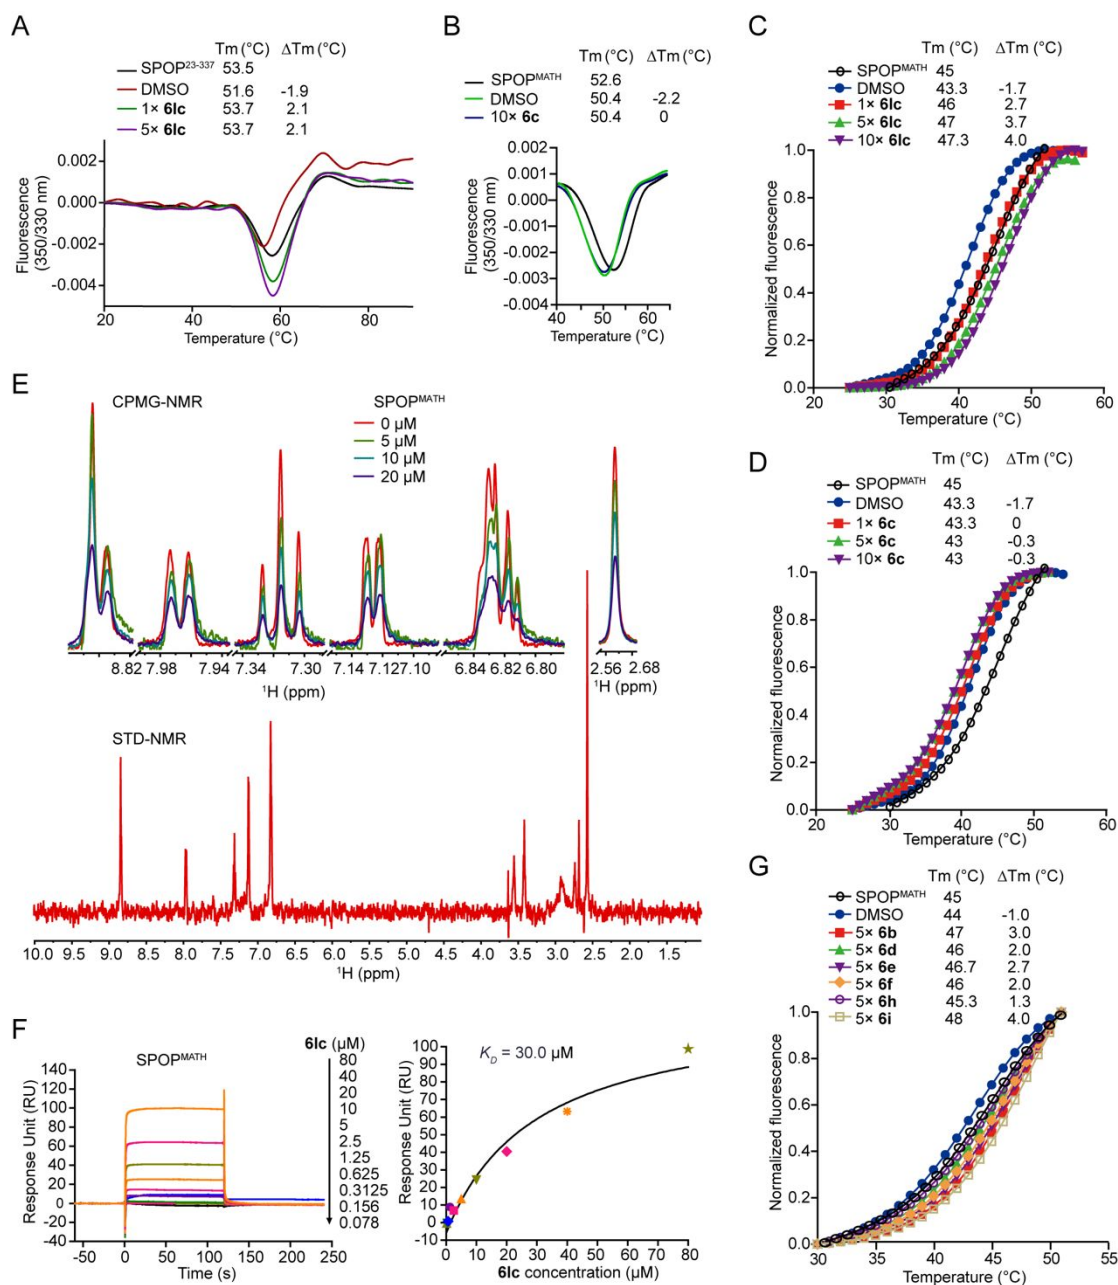 A
Tm (°C) ΔTm (°C)
SPOP23-337 53.5
DMSO 51.6 -1.9
1× 6lc 53.7 2.1
5× 6lc 53.7 2.1
Fluorescence
(350/330 nm)
0.002
0.000
-0.002
-0.004
20 40 60 80
Temperature (°C)
B
Tm (°C) ΔTm (°C)
SPOPMATH 52.6
DMSO 50.4 -2.2
10× 6c 50.4 0
Fluorescence
(350/330 nm)
0.002
0.001
0.000
-0.001
-0.002
-0.003
-0.004
40 50 60
Temperature (°C)
C
Tm (°C) ΔTm (°C)
SPOPMATH 45
DMSO 43.3 -1.7
1× 6lc 46 2.7
5× 6lc 47 3.7
10× 6lc 47.3 4.0
Normalized fluorescence
1.0
0.8
0.6
0.4
0.2
0.0
20 30 40 50 60
Temperature (°C)
D
Tm (°C) ΔTm (°C)
SPOPMATH 45
DMSO 43.3 -1.7
1× 6c 43.3 0
5× 6c 43 -0.3
10× 6c 43 -0.3
Normalized fluorescence
1.0
0.8
0.6
0.4
0.2
0.0
20 30 40 50 60
Temperature (°C)
E
CPMG-NMR
SPOPMATH
0 µM
5 µM
10 µM
20 µM
8.82 7.98 7.94 7.34 7.30 7.14 7.12 7.10 6.84 6.82 6.80 2.56 2.68
¹H (ppm) ¹H (ppm)
STD-NMR
10.0 9.5 9.0 8.5 8.0 7.5 7.0 6.5 6.0 5.5 5.0 4.5 4.0 3.5 3.0 2.5 2.0 1.5
¹H (ppm)
F
SPOPMATH
6lc (µM)
80
40
20
10
5
2.5
1.25
0.625
0.3125
0.156
0.078
Response Unit (RU)
140
120
100
80
60
40
20
0
-20
-40
-50 0 50 100 150 200 250
Time (s)
KD = 30.0 µM
Response Unit (RU)
100
90
80
70
60
50
40
30
20
10
0
-10
0 10 20 30 40 50 60 70 80
6lc concentration (µM)
G
Tm (°C) ΔTm (°C)
SPOPMATH 45
DMSO 44 -1.0
5× 6b 47 3.0
5× 6d 46 2.0
5× 6e 46.7 2.7
5× 6f 46 2.0
5× 6h 45.3 1.3
5× 6i 48 4.0
Normalized fluorescence
1.0
0.8
0.6
0.4
0.2
0.0
30 35 40 45 50 55
Temperature (°C)